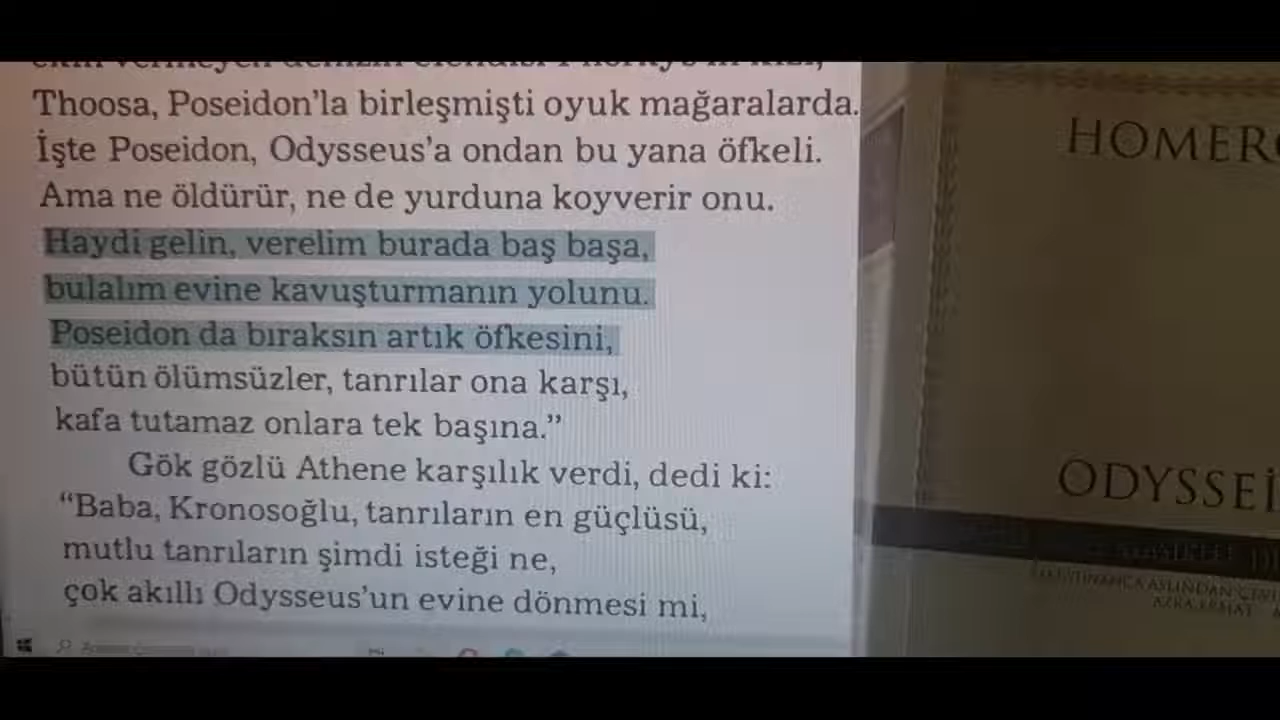 Thoosa, Poseidon’la birleşmişti oyuk mağaralarda.
İşte Poseidon, Odysseus’a ondan bu yana öfkeli.
Ama ne öldürür, ne de yurduna koyverir onu.
Haydi gelin, verelim burada baş başa,
bulalım evine kavuşturmanın yolunu.
Poseidon da bıraksın artık öfkesini,
bütün ölümsüzler, tanrılar ona karşı,
kafa tutamaz onlara tek başına.”
Gök gözlü Athene karşılık verdi, dedi ki:
“Baba, Kronosoğlu, tanrıların en güçlüsü,
mutlu tanrıların şimdi isteği ne,
çok akıllı Odysseus’un evine dönmesi mi,
HOMER
ODYSSEİ
ASLINDAN
AZRA ERHAT